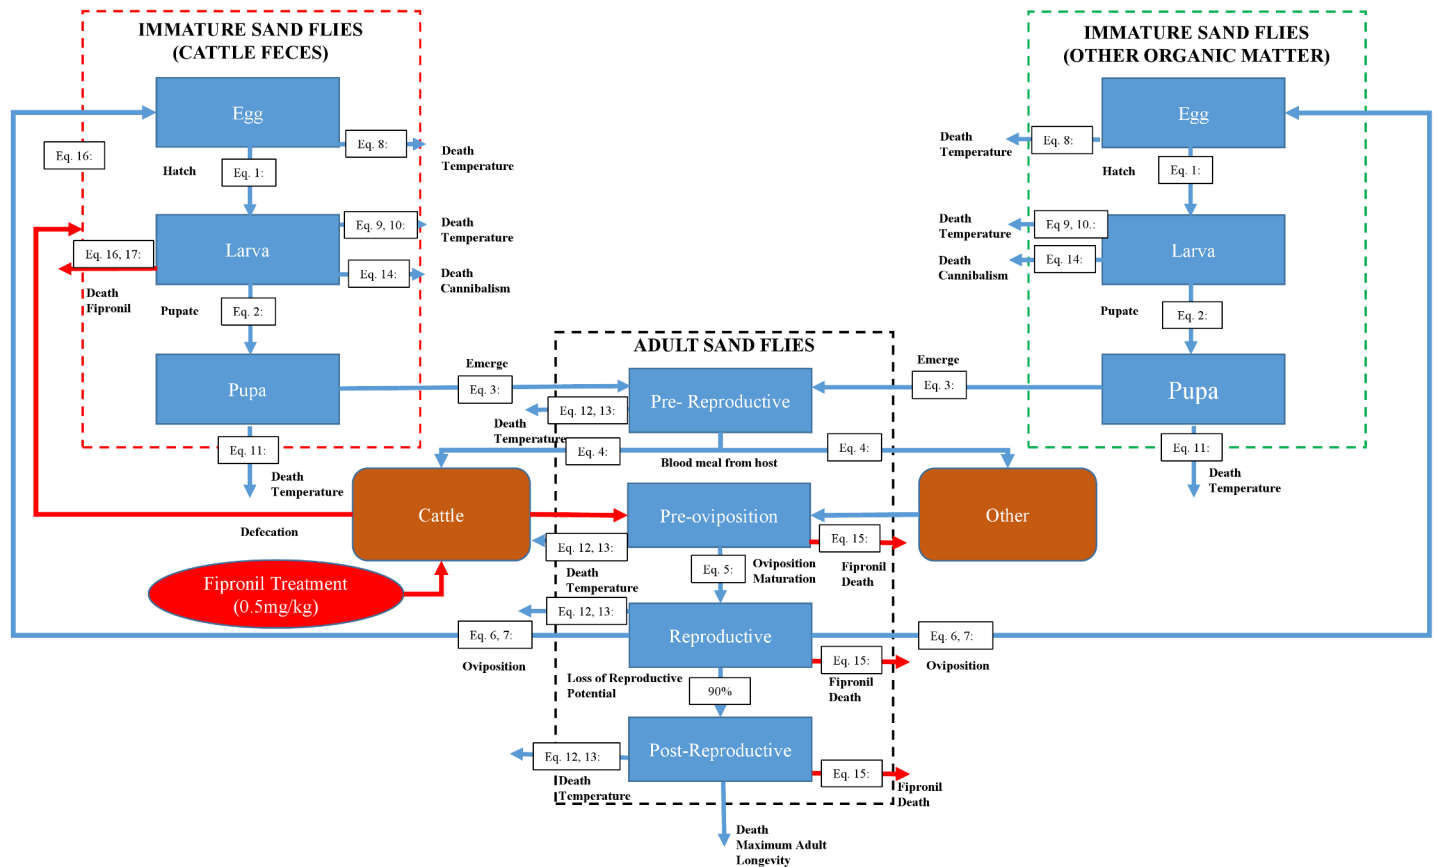 IMMATURE SAND FLIES
(CATTLE FECES)
Egg
Eq. 16:
Eq. 8:
Death
Temperature
Hatch
Eq. 1:
Larva
Eq. 9, 10:
Death
Temperature
Eq. 16, 17:
Death
Fipronil
Eq. 14:
Death
Cannibalism
Pupate
Eq. 2:
Pupa
Emerge
Eq. 3:
Eq. 11:
Death
Temperature
IMMATURE SAND FLIES
(OTHER ORGANIC MATTER)
Egg
Eq. 8:
Death
Temperature
Hatch
Eq. 1:
Larva
Eq 9, 10.:
Death
Temperature
Eq. 14:
Death
Cannibalism
Pupate
Eq. 2:
Pupa
Emerge
Eq. 3:
Eq. 11:
Death
Temperature
ADULT SAND FLIES
Pre- Reproductive
Eq. 12, 13:
Death
Temperature
Eq. 4:
Blood meal from host
Eq. 4:
Cattle
Other
Defecation
Fipronil Treatment
(0.5mg/kg)
Pre-oviposition
Eq. 12, 13:
Death
Temperature
Eq. 15:
Fipronil
Death
Eq. 5:
Oviposition
Maturation
Reproductive
Eq. 12, 13:
Eq. 6, 7:
Oviposition
Eq. 6, 7:
Oviposition
Eq. 15:
Fipronil
Death
Loss of Reproductive
Potential
90%
Post-Reproductive
Eq. 12, 13:
Death
Temperature
Eq. 15:
Fipronil
Death
Death
Maximum Adult
Longevity